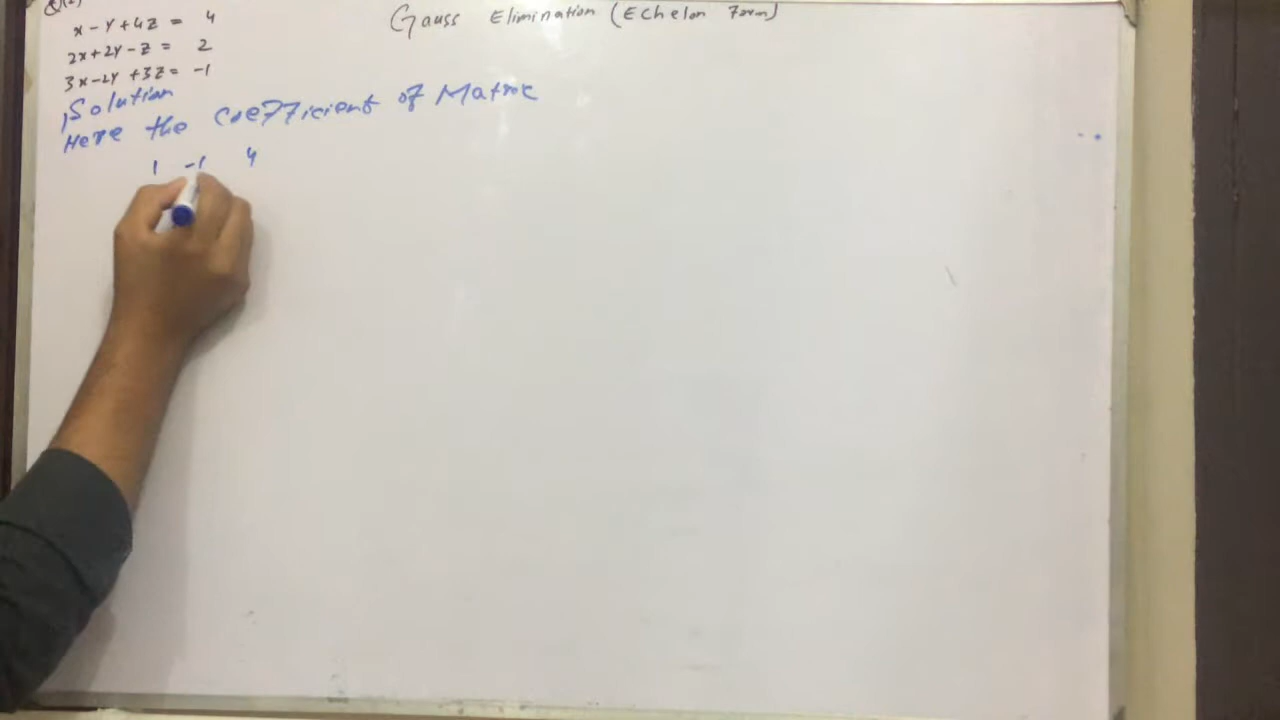 Q(2)
Gauss Elimination (Echelon Form)
x - y + 4z = 4
2x + 2y - z = 2
3x - 2y + 3z = -1
Solution
Here the coefficient of Matrix
1 -1 4